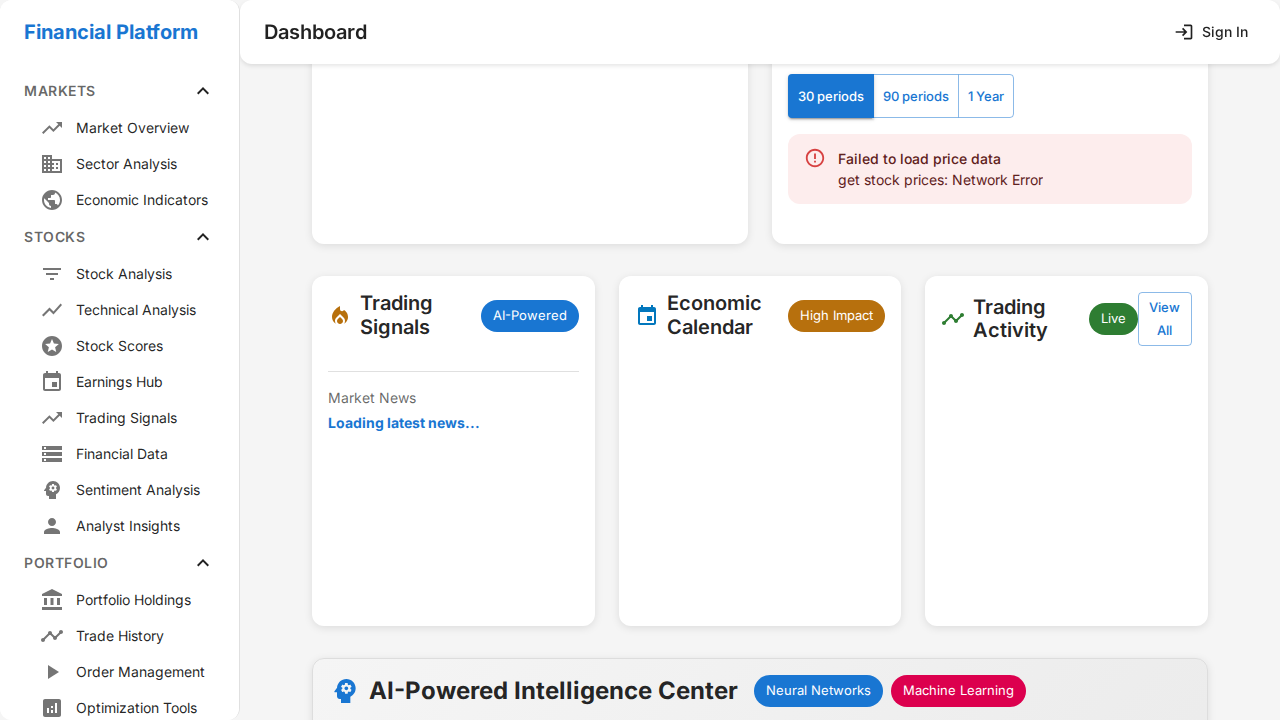 Financial Platform
Dashboard
Sign In
MARKETS
Market Overview
Sector Analysis
Economic Indicators
STOCKS
Stock Analysis
Technical Analysis
Stock Scores
Earnings Hub
Trading Signals
Financial Data
Sentiment Analysis
Analyst Insights
PORTFOLIO
Portfolio Holdings
Trade History
Order Management
Optimization Tools
30 periods
90 periods
1 Year
Failed to load price data
get stock prices: Network Error
Trading
Signals
AI-Powered
Market News
Loading latest news...
Economic
Calendar
High Impact
Trading
Activity
Live
View
All
AI-Powered Intelligence Center
Neural Networks
Machine Learning